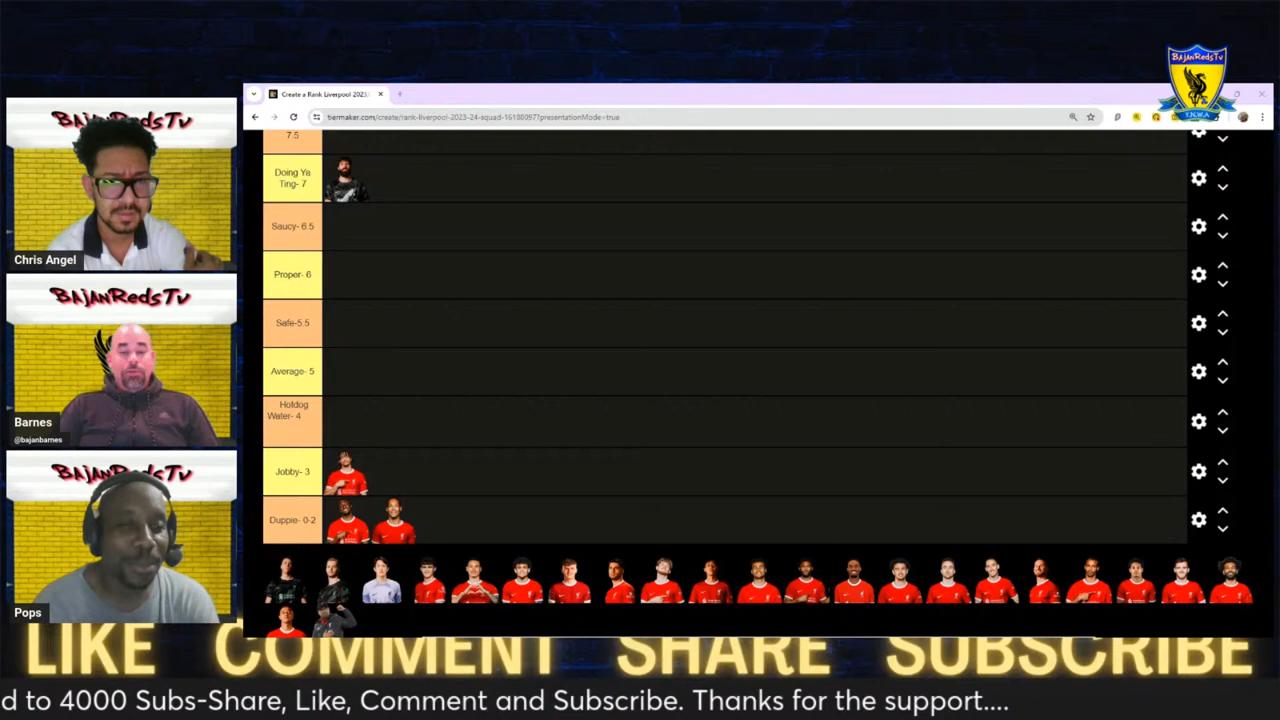 BAJANREDSTV
Y.N.W.A
Create a Rank Liverpool 2023
tiermaker.com/create/rank-liverpool-2023-24-squad-16188097?presentationMode=true
BAJANREDSTV
Chris Angel
BAJANREDSTV
Barnes
@bajanbarnes
BAJANREDSTV
Pops
7.5
Doing Ya
Ting- 7
Saucy- 6.5
Proper- 6
Safe-5.5
Average- 5
Hotdog
Water- 4
Jobby- 3
Duppie- 0-2
LIKE COMMENT SHARE SUBSCRIBE
d to 4000 Subs-Share, Like, Comment and Subscribe. Thanks for the support....